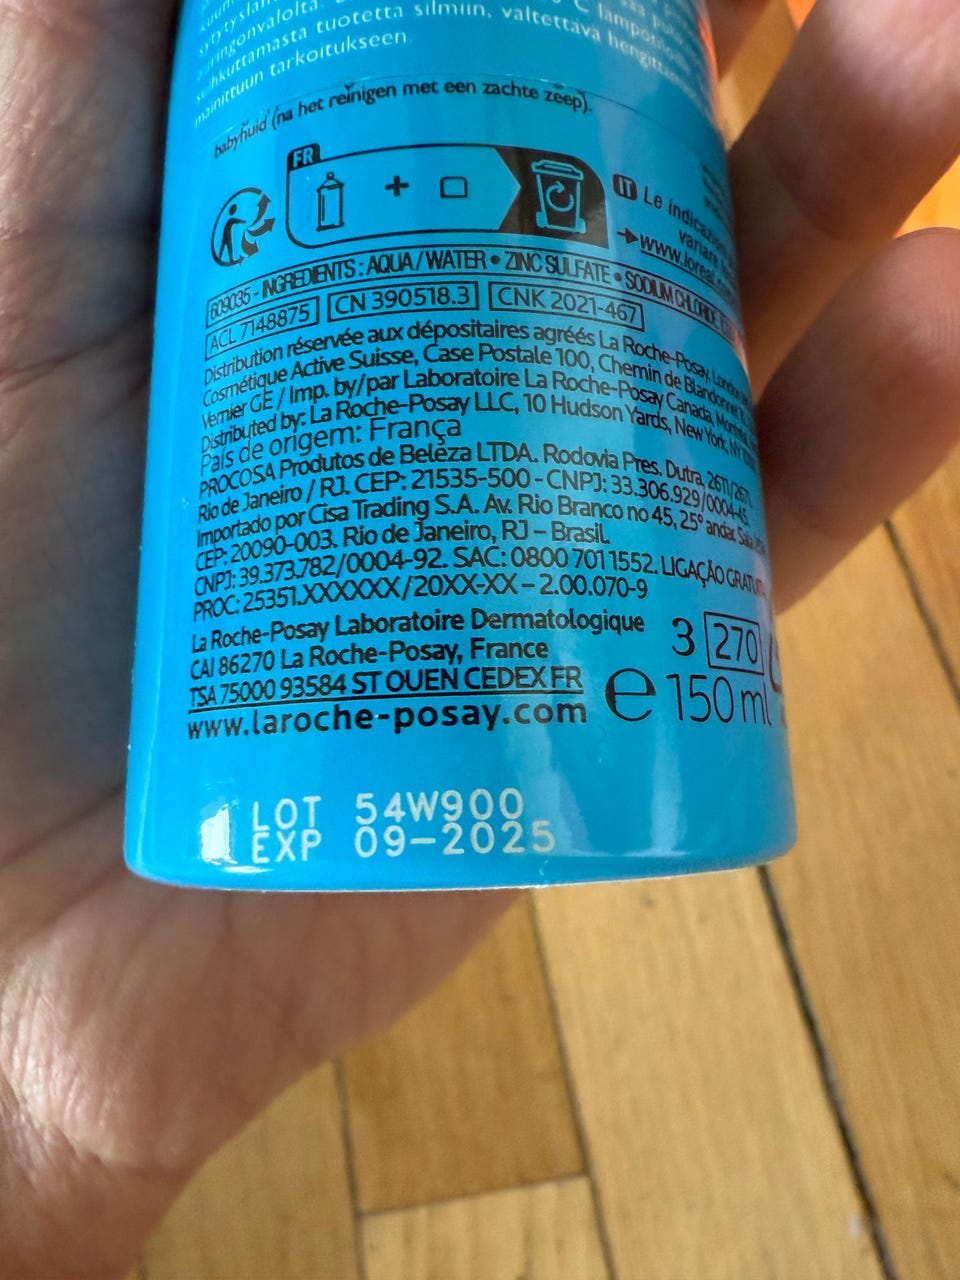 suihkuttamasta tuotetta silmiin, vältettävä
mainittuun tarkoitukseen.
babyhuid (na het reinigen met een zachte zeep).
FR
+
IT Le indicazioni
variare
www.loreal
609035 - INGREDIENTS : AQUA / WATER • ZINC SULFATE • SODIUM CHLORIDE
ACL 7148875 CN 390518.3 CNK 2021-467
Distribution réservée aux dépositaires agréés La Roche-Posay, London
Cosmétique Active Suisse, Case Postale 100, Chemin de Blandonnet
Vernier GE / Imp. by/par Laboratoire La Roche-Posay Canada, Montréal
Distributed by: La Roche-Posay LLC, 10 Hudson Yards, New York, NY
País de origem: França
PROCOSA Produtos de Beleza LTDA. Rodovia Pres. Dutra, 2671/2671,
Rio de Janeiro / RJ. CEP: 21535-500 - CNPJ: 33.306.929/0004-45.
Importado por Cisa Trading S.A. Av. Rio Branco no 45, 25º andar. Sala
CEP: 20090-003. Rio de Janeiro, RJ – Brasil.
CNPJ: 39.373.782/0004-92. SAC: 0800 701 1552. LIGAÇÃO GRATUITA
PROC: 25351.XXXXXX/20XX-XX – 2.00.070-9
La Roche-Posay Laboratoire Dermatologique
CAI 86270 La Roche-Posay, France
TSA 75000 93584 ST OUEN CEDEX FR
www.laroche-posay.com
3 270
e 150 ml
LOT 54W900
EXP 09-2025